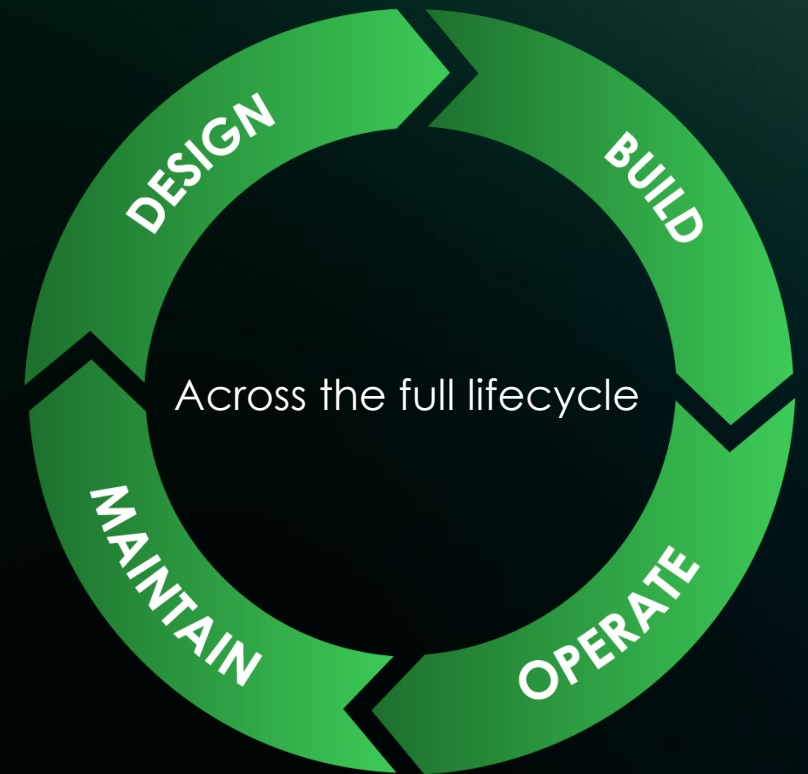 DESIGN
BUILD
Across the full lifecycle
MAINTAIN
OPERATE